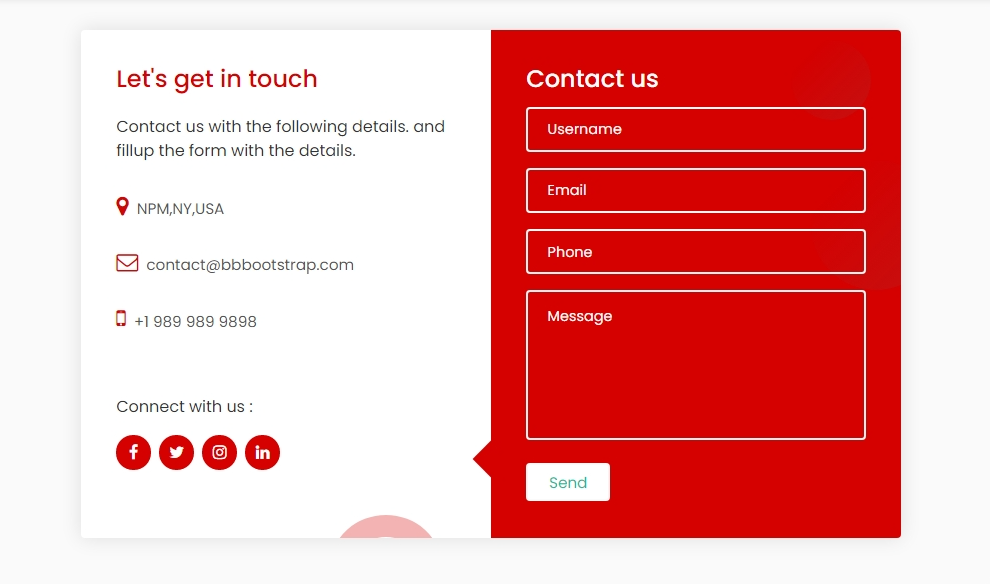 Let's get in touch
Contact us with the following details. and
fillup the form with the details.
NPM,NY,USA
contact@bbbootstrap.com
+1 989 989 9898
Connect with us :
Contact us
Username
Email
Phone
Message
Send